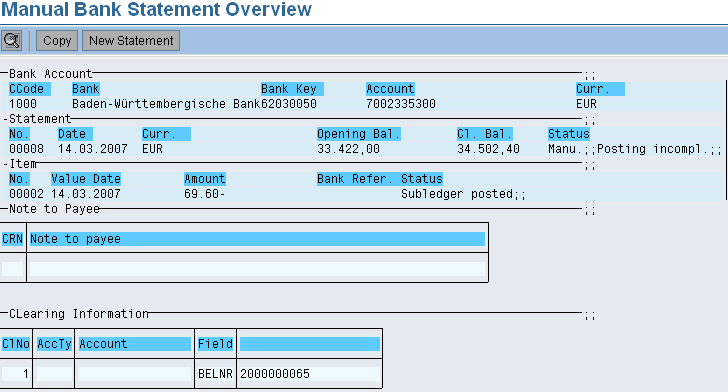 Manual Bank Statement Overview
Copy New Statement
Bank Account ;;
CCode Bank Bank Key Account Curr.
1000 Baden-Württembergische Bank62030050 7002335300 EUR
-Statement ;;
No. Date Curr. Opening Bal. Cl. Bal. Status
00008 14.03.2007 EUR 33.422,00 34.502,40 Manu.;;Posting incompl.;;
-Item ;;
No. Value Date Amount Bank Refer. Status
00002 14.03.2007 69.60- Subledger posted;;
Note to Payee ;;
CRN Note to payee
CLearing Information ;;
ClNo AccTy Account Field
1 BELNR 2000000065